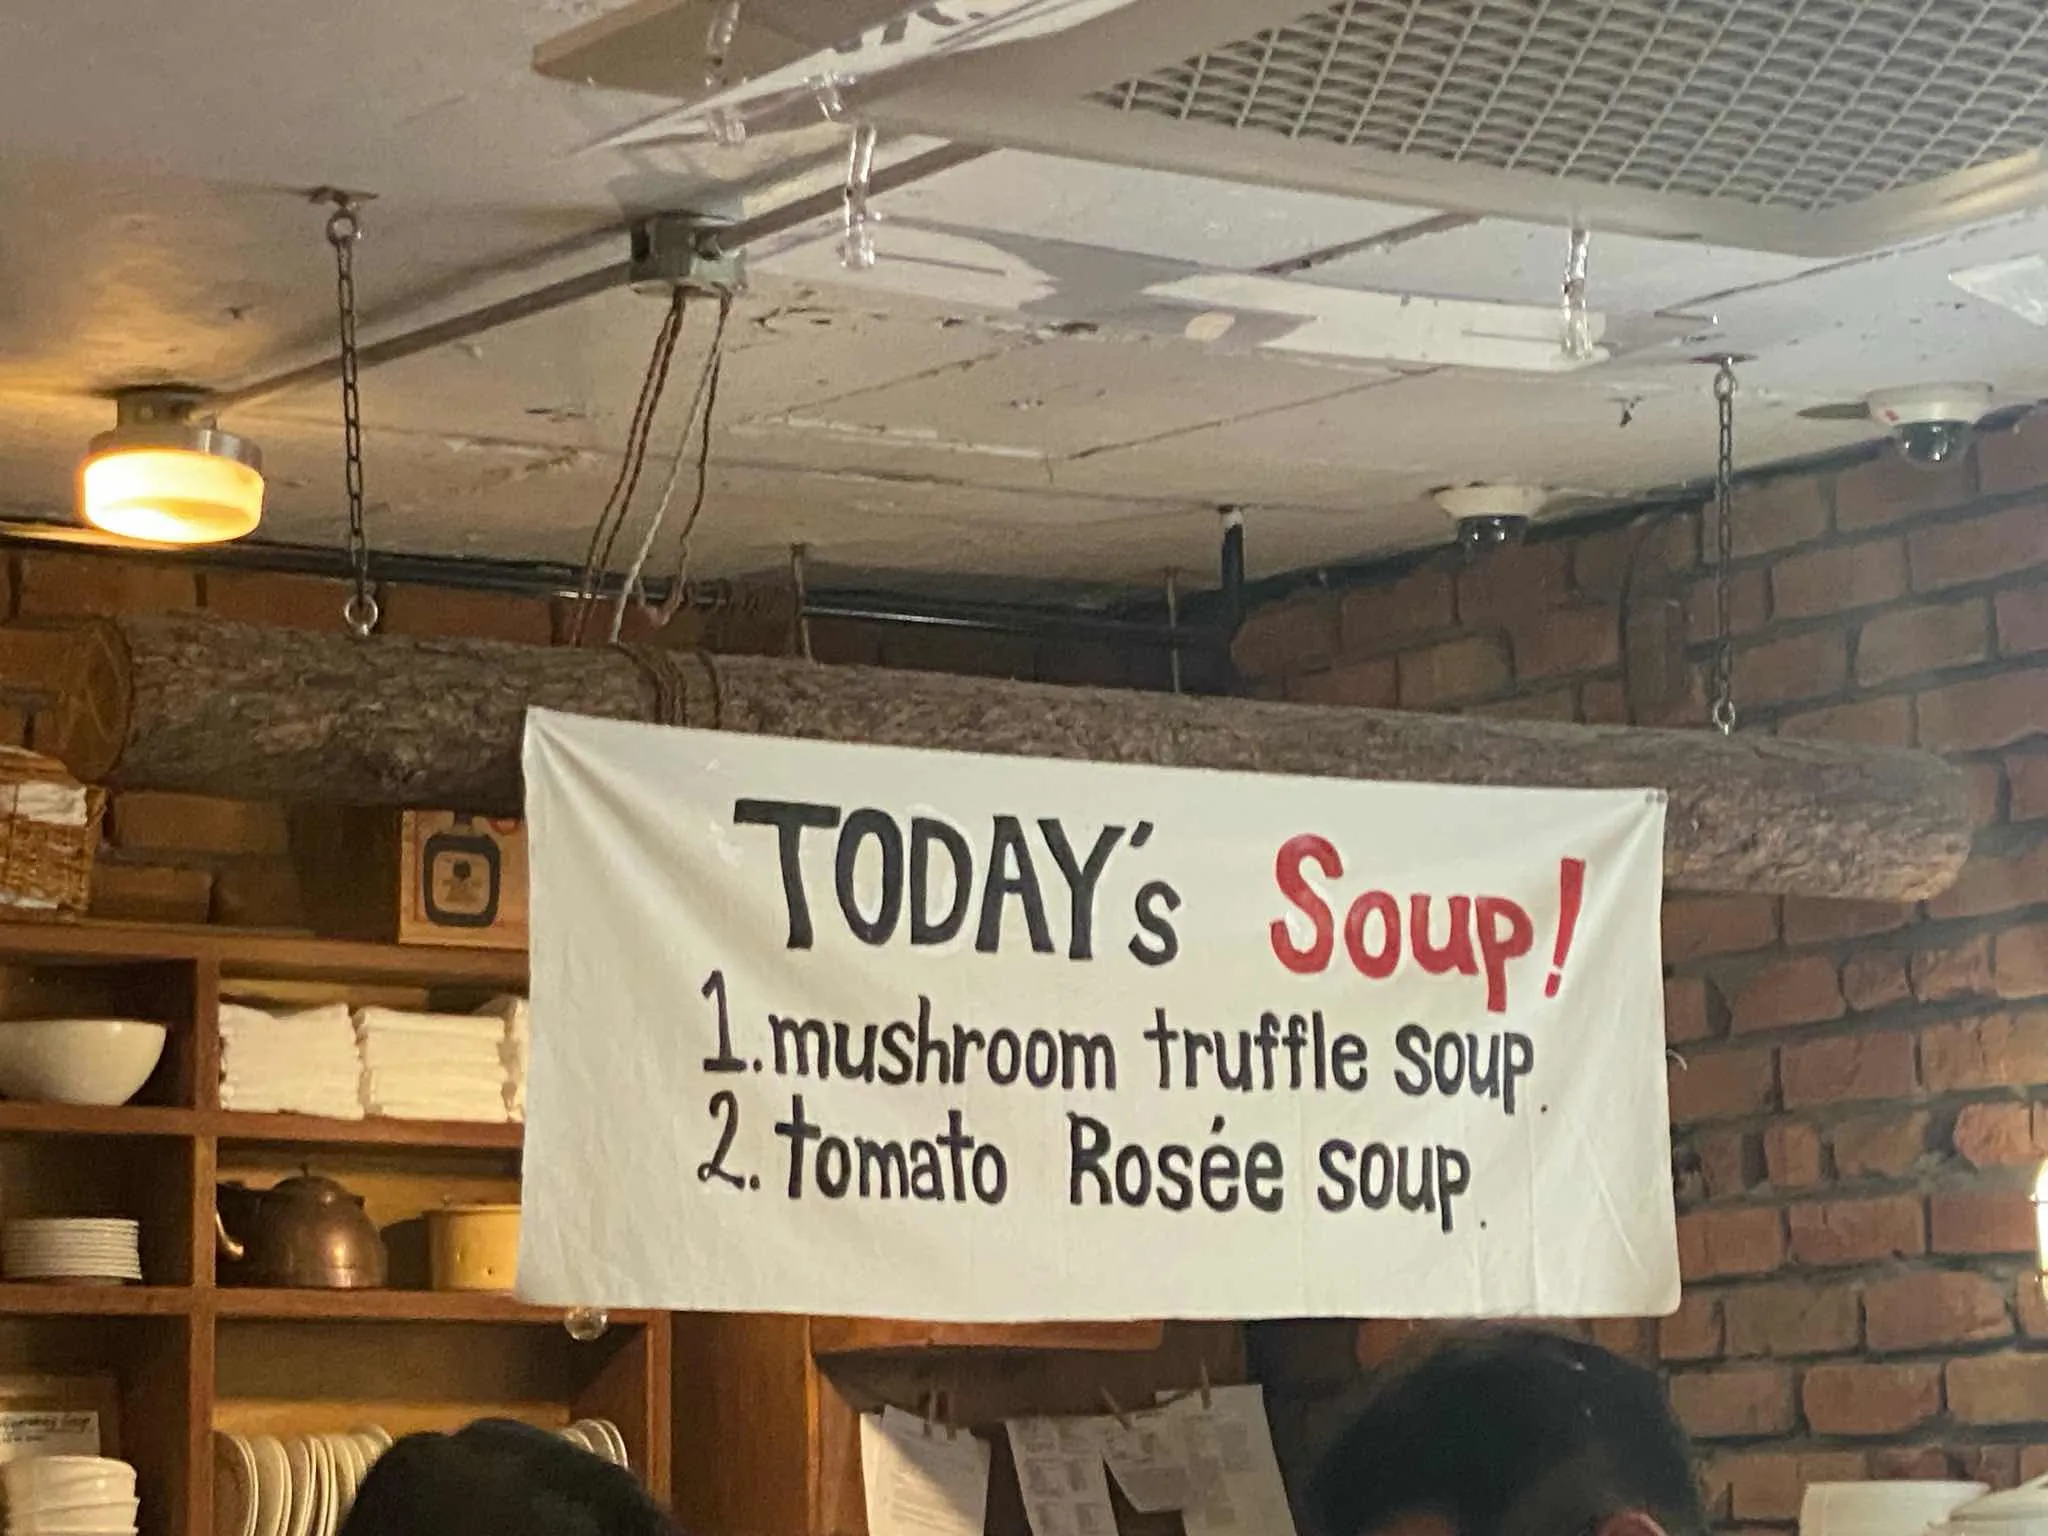 TODAY's Soup!
1. mushroom truffle soup.
2. tomato Rosée soup.